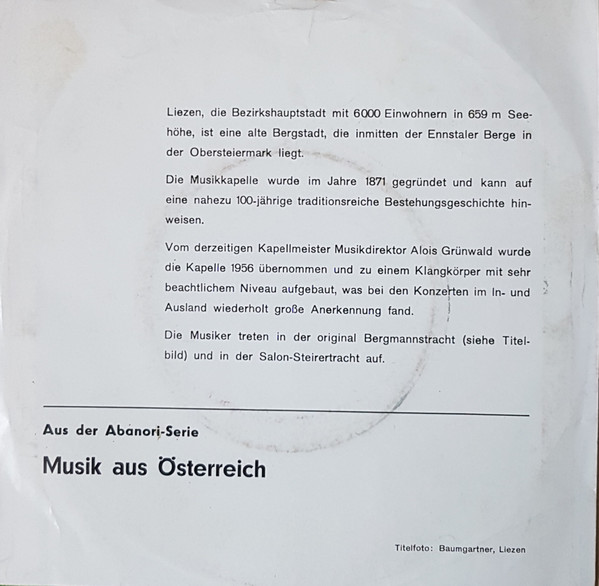 Liezen, die Bezirkshauptstadt mit 6000 Einwohnern in 659 m See-
höhe, ist eine alte Bergstadt, die inmitten der Ennstaler Berge in
der Obersteiermark liegt.
Die Musikkapelle wurde im Jahre 1871 gegründet und kann auf
eine nahezu 100-jährige traditionsreiche Bestehungsgeschichte hin-
weisen.
Vom derzeitigen Kapellmeister Musikdirektor Alois Grünwald wurde
die Kapelle 1956 übernommen und zu einem Klangkörper mit sehr
beachtlichem Niveau aufgebaut, was bei den Konzerten im In- und
Ausland wiederholt große Anerkennung fand.
Die Musiker treten in der original Bergmannstracht (siehe Titel-
bild) und in der Salon-Steirertracht auf.
Aus der Abanori-Serie
Musik aus Österreich
Titelfoto: Baumgartner, Liezen